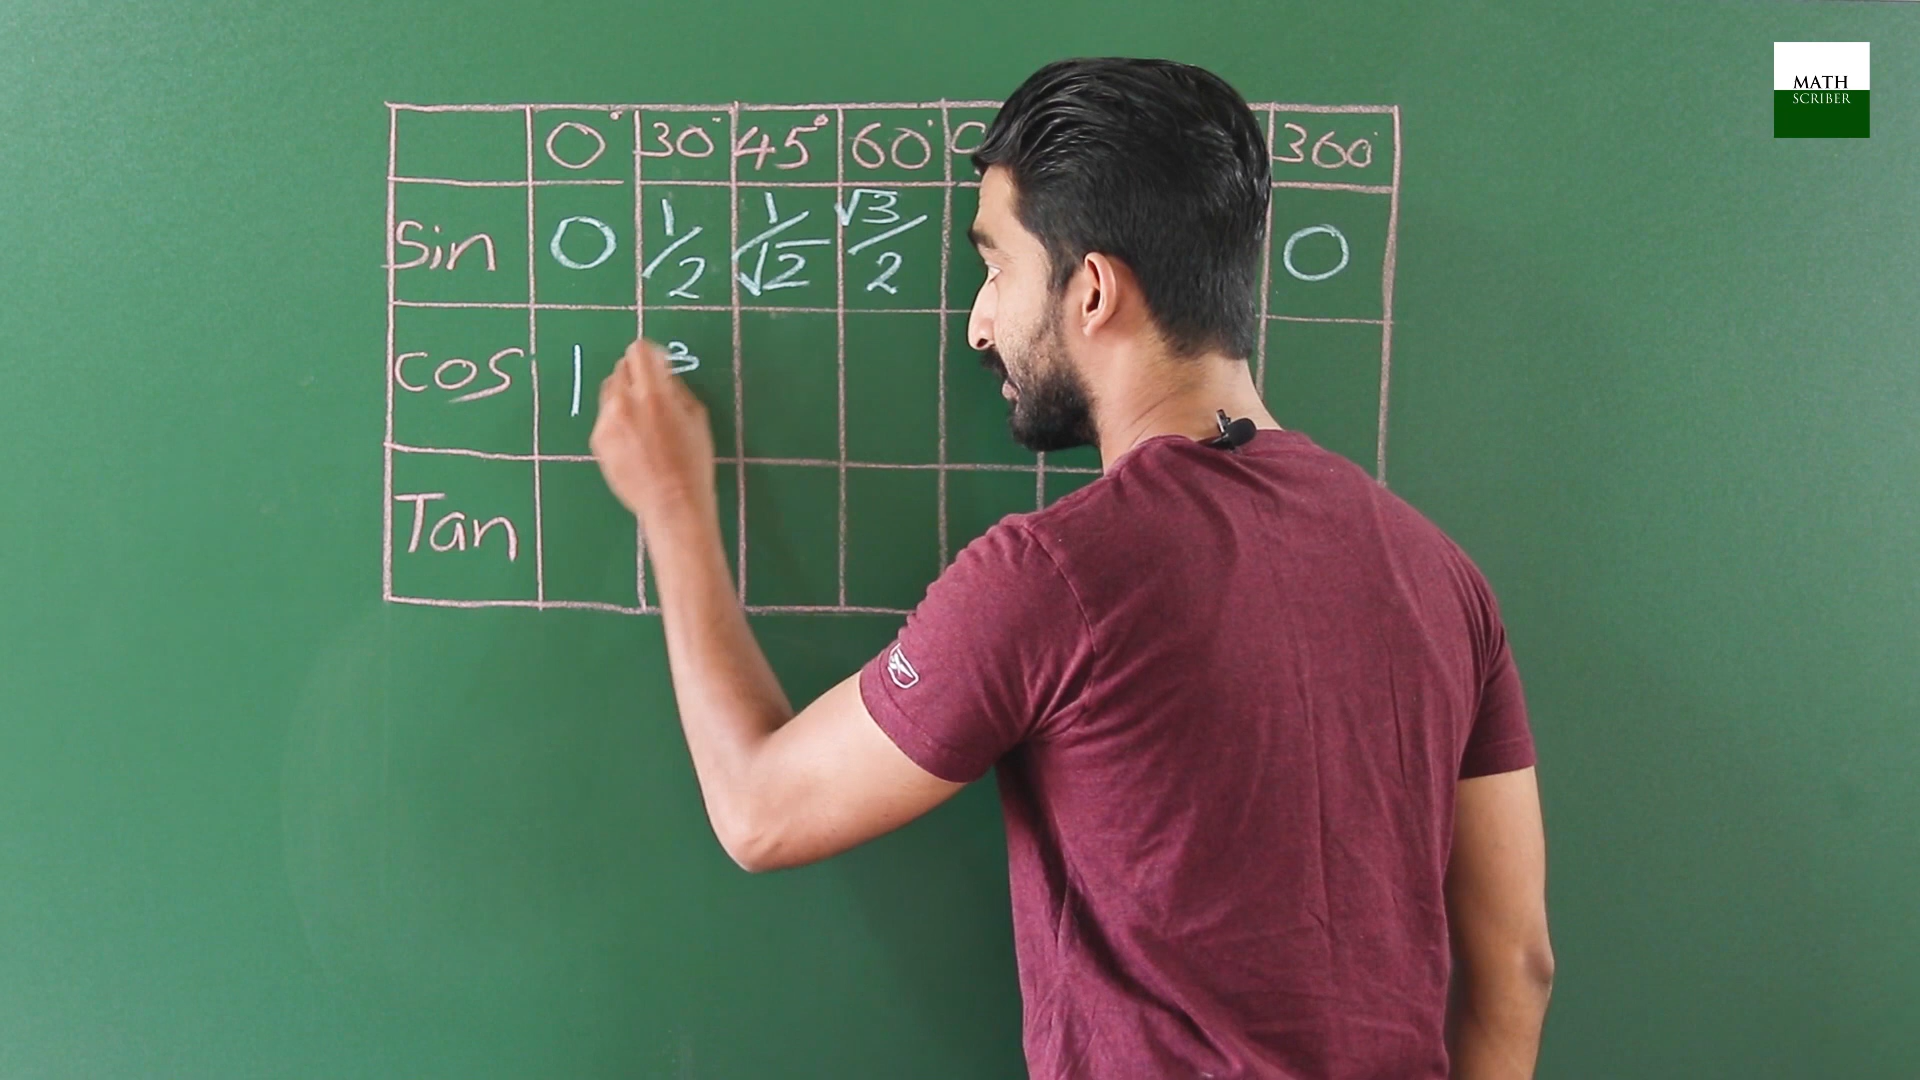 0° 30° 45° 60° 360°
Sin 0 1/2 1/√2 √3/2 0
cos 1 3
Tan
MATH
SCRIBER